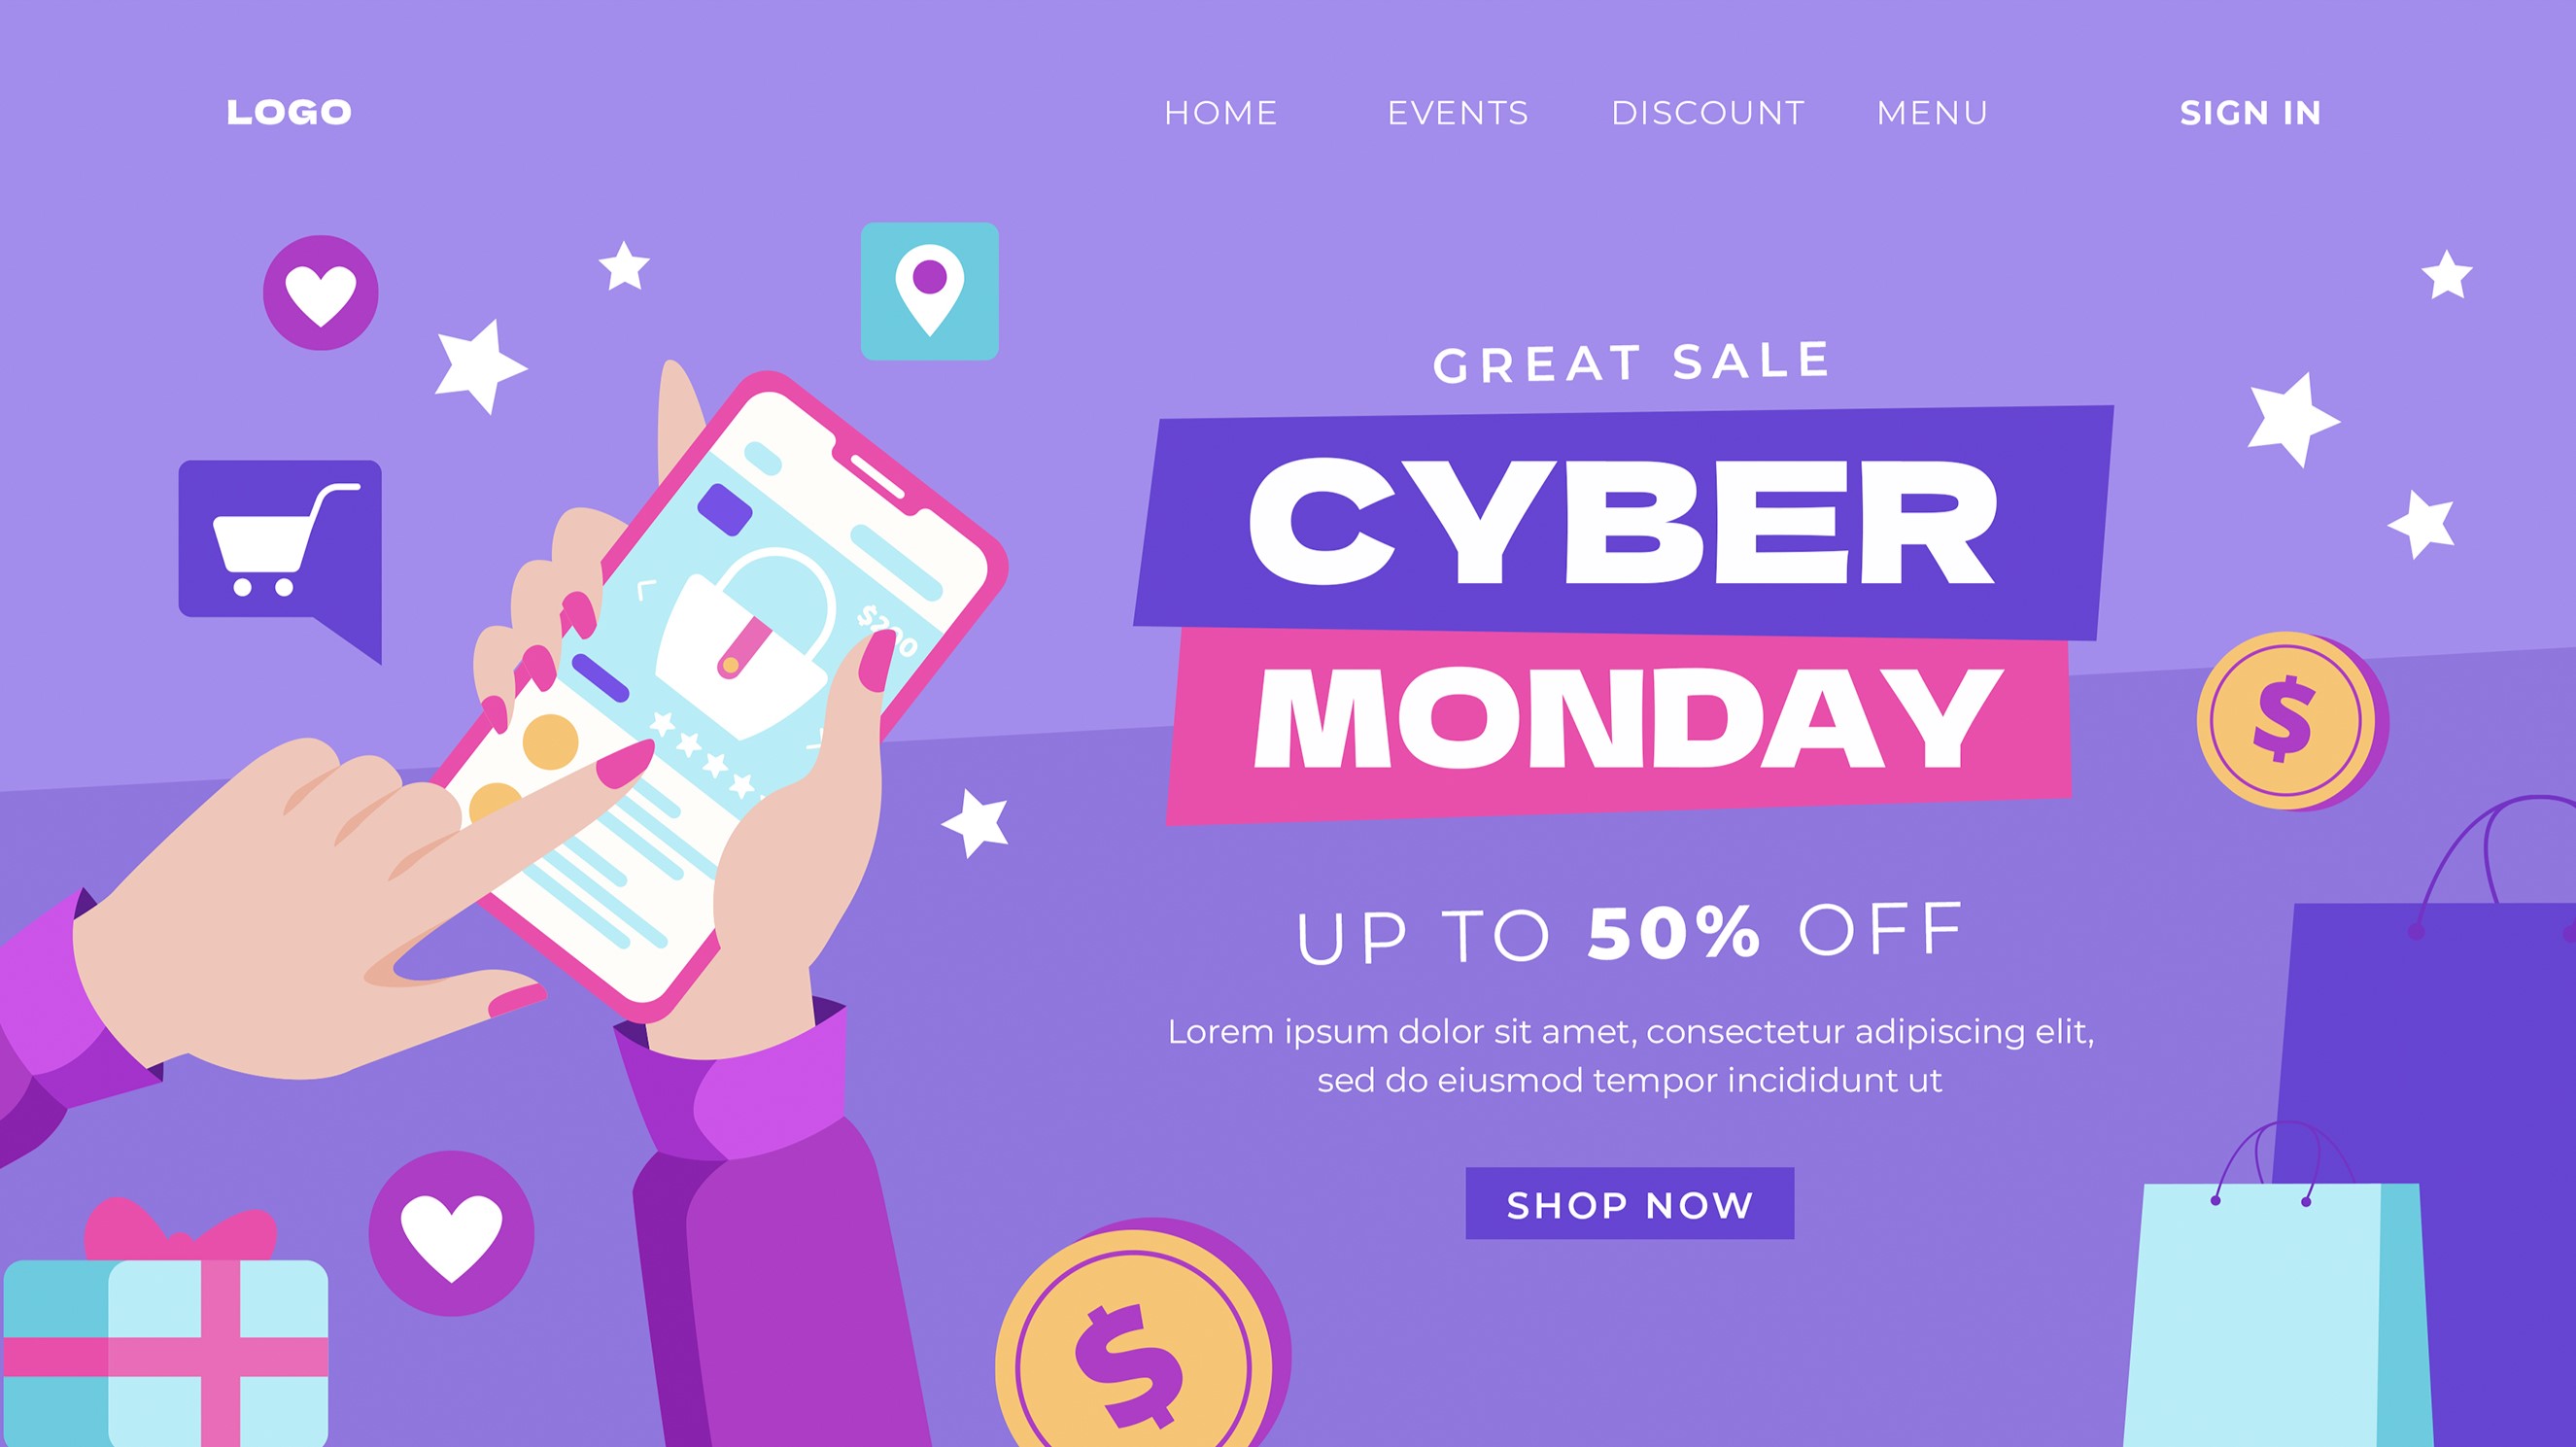 LOGO HOME EVENTS DISCOUNT MENU SIGN IN
GREAT SALE
CYBER
MONDAY
UP TO 50% OFF
Lorem ipsum dolor sit amet, consectetur adipiscing elit,
sed do eiusmod tempor incididunt ut
SHOP NOW
$
$